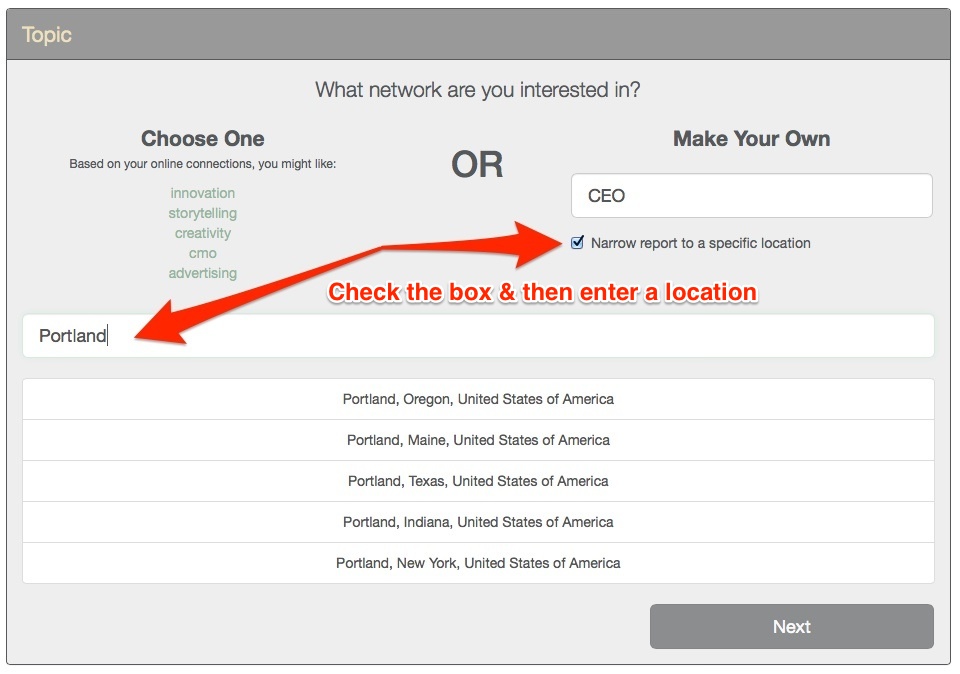 Topic
What network are you interested in?
Choose One
Based on your online connections, you might like:
innovation
storytelling
creativity
cmo
advertising
OR
Make Your Own
CEO
Narrow report to a specific location
Check the box & then enter a location
Portland
Portland, Oregon, United States of America
Portland, Maine, United States of America
Portland, Texas, United States of America
Portland, Indiana, United States of America
Portland, New York, United States of America
Next